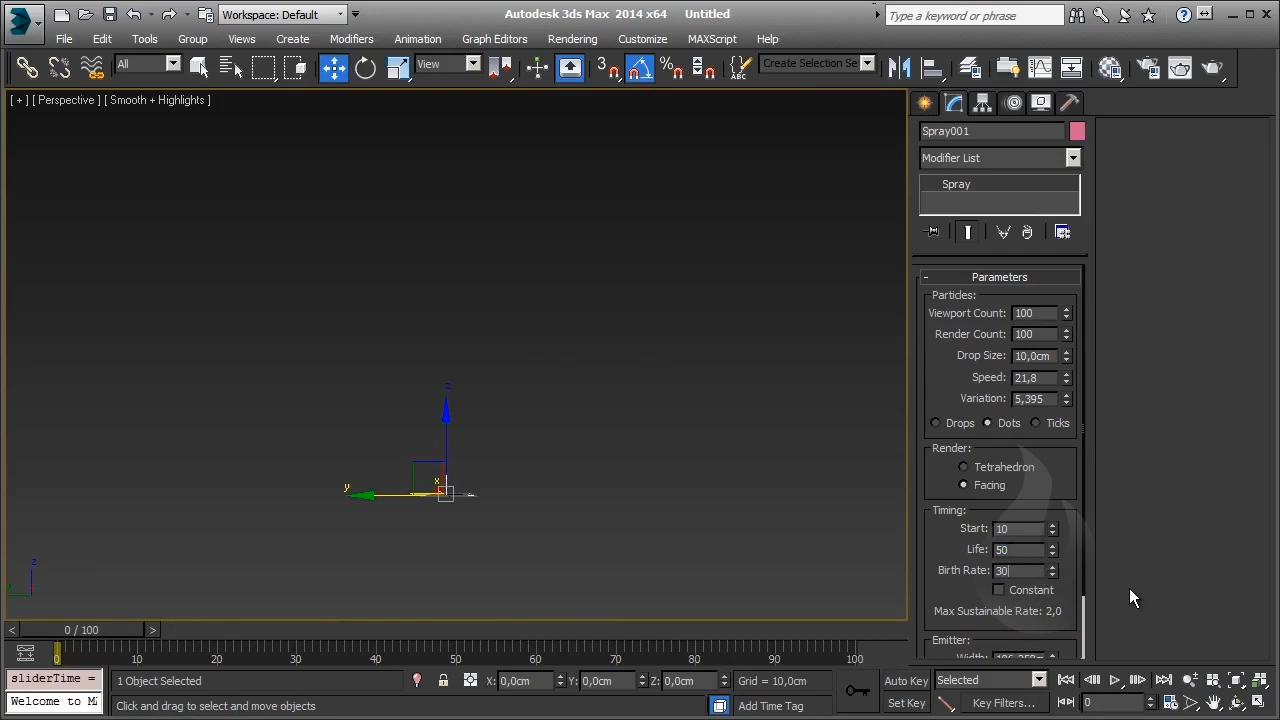 Workspace: Default
Autodesk 3ds Max 2014 x64 Untitled
Type a keyword or phrase
File Edit Tools Group Views Create Modifiers Animation Graph Editors Rendering Customize MAXScript Help
All
View
3
%
ABC
Create Selection Se
[ + ] [ Perspective ] [ Smooth + Highlights ]
Spray001
Modifier List
Spray
- Parameters
Particles:
Viewport Count: 100
Render Count: 100
Drop Size: 10,0cm
Speed: 21,8
Variation: 5,395
Drops Dots Ticks
Render:
Tetrahedron
Facing
Timing:
Start: 10
Life: 50
Birth Rate: 30
Constant
Max Sustainable Rate: 2,0
Emitter:
z
y
x
z
< 0 / 100 >
0 10 20 30 40 50 60 70 80 90 100
sliderTime =
1 Object Selected
X: 0,0cm Y: 0,0cm Z: 0,0cm
Grid = 10,0cm
Auto Key
Selected
Welcome to M
Click and drag to select and move objects
Add Time Tag
Set Key
Key Filters...
0